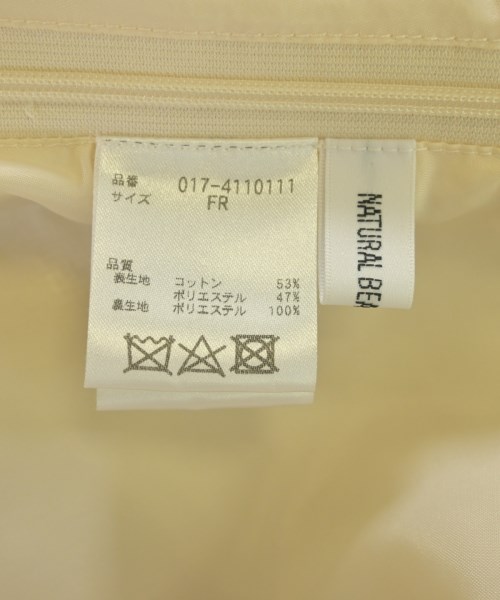 品番 017-4110111
サイズ FR
品質
表生地 コットン 53%
ポリエステル 47%
裏生地 ポリエステル 100%
NATURAL BEA